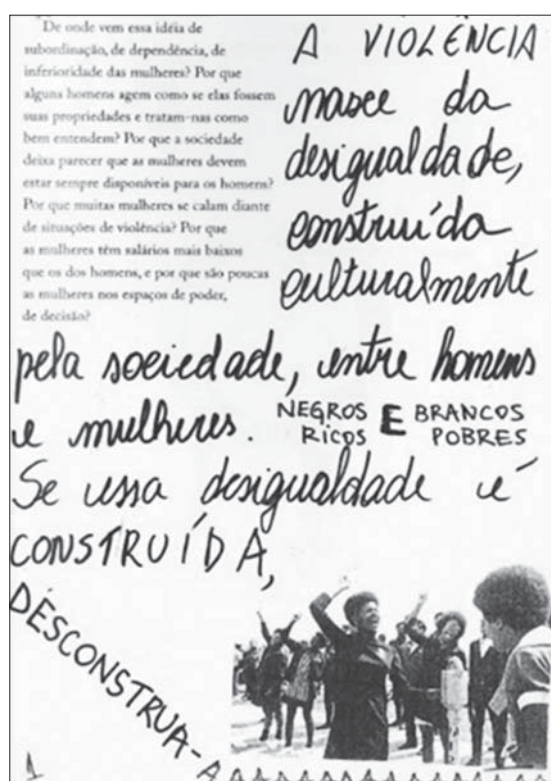 De onde vem essa idéia de
subordinação, de dependência, de
inferioridade das mulheres? Por que
alguns homens agem como se elas fossem
suas propriedades e tratam-nas como
bem entendem? Por que a sociedade
deixa parecer que as mulheres devem
estar sempre disponíveis para os homens?
Por que muitas mulheres se calam diante
de situações de violência? Por que
as mulheres têm salários mais baixos
que os dos homens, e por que são poucas
as mulheres nos espaços de poder,
de decisão?
A VIOLÊNCIA
nasce da
desigualdade,
construída
culturalmente
pela sociedade, entre homens
e mulheres.
NEGROS E BRANCOS
RICOS POBRES
Se essa desigualdade é
CONSTRUÍDA,
DESCONSTRUA-A
1